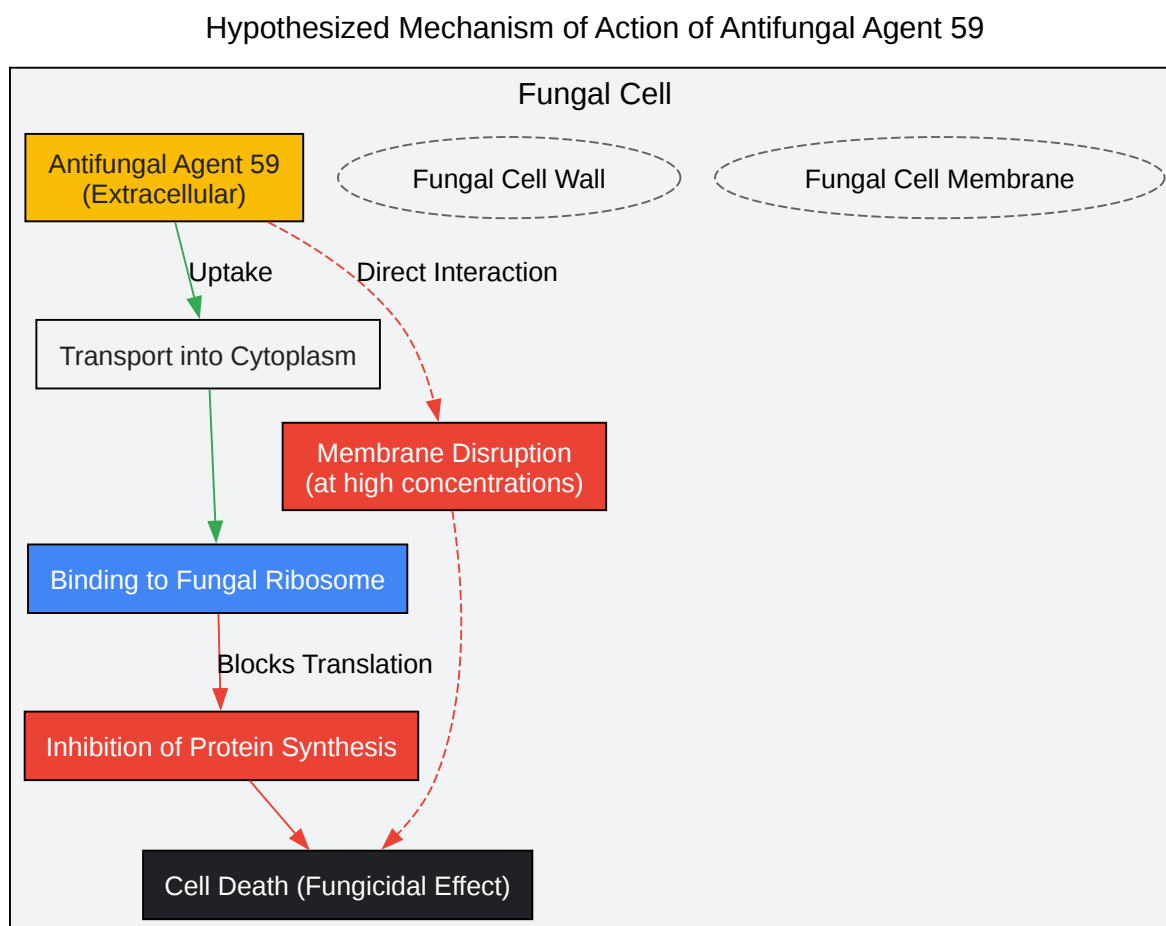 Hypothesized Mechanism of Action of Antifungal Agent 59
Fungal Cell
Antifungal Agent 59
(Extracellular)
Fungal Cell Wall
Fungal Cell Membrane
Uptake
Direct Interaction
Transport into Cytoplasm
Membrane Disruption
(at high concentrations)
Binding to Fungal Ribosome
Blocks Translation
Inhibition of Protein Synthesis
Cell Death (Fungicidal Effect)